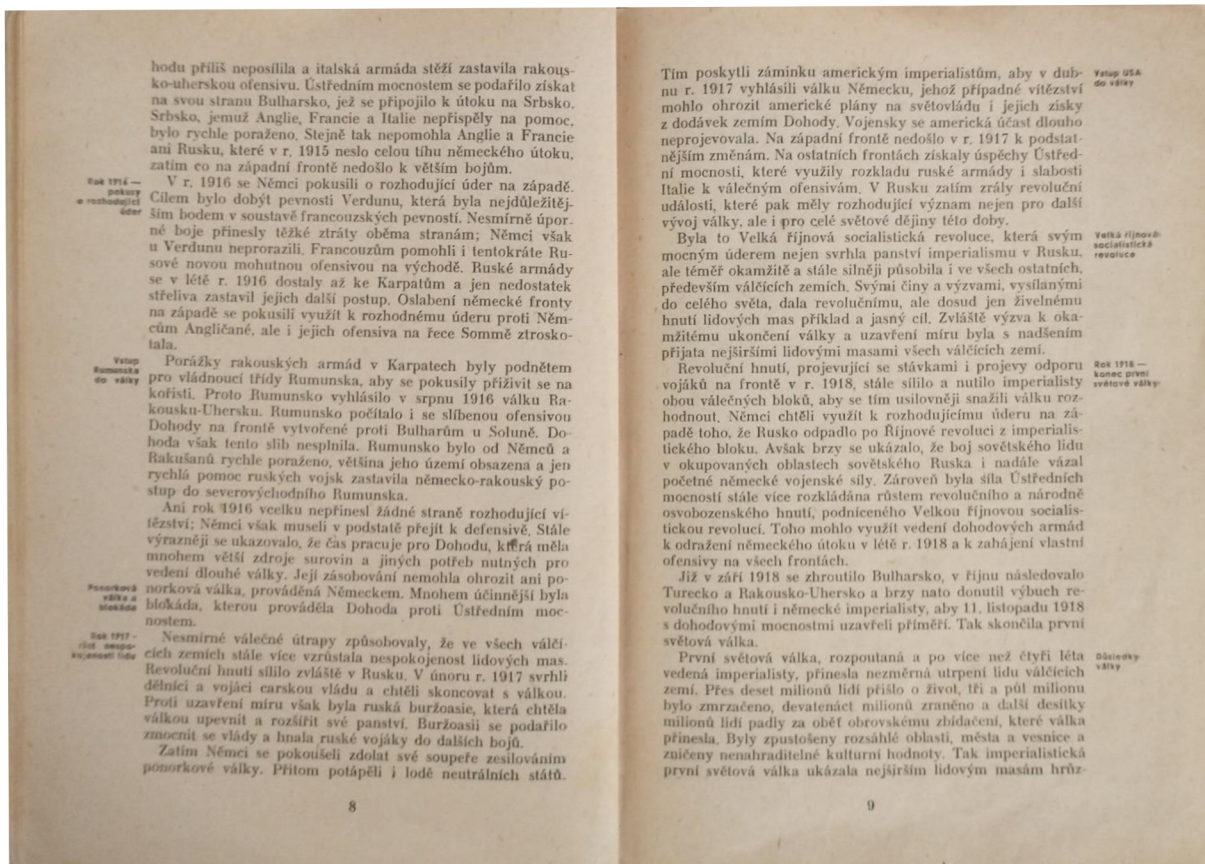 hodu příliš neposílila a italská armáda stěží zastavila rakous-
ko-uherskou ofensivu. Ústředním mocnostem se podařilo získat
na svou stranu Bulharsko, jež se připojilo k útoku na Srbsko.
Srbsko, jemuž Anglie, Francie a Italie nepřispěly na pomoc,
bylo rychle poraženo. Stejně tak nepomohla Anglie a Francie
ani Rusku, které v r. 1915 neslo celou tíhu německého útoku,
zatím co na západní frontě nedošlo k větším bojům.
Rok 1916 —
pokusy
o rozhodující
úder
V r. 1916 se Němci pokusili o rozhodující úder na západě.
Cílem bylo dobýt pevnosti Verdunu, která byla nejdůležitěj-
ším bodem v soustavě francouzských pevností. Nesmírně úpor-
né boje přinesly těžké ztráty oběma stranám; Němci však
u Verdunu neprorazili. Francouzům pomohli i tentokráte Ru-
sové novou mohutnou ofensivou na východě. Ruské armády
se v létě r. 1916 dostaly až ke Karpatům a jen nedostatek
střeliva zastavil jejich další postup. Oslabení německé fronty
na západě se pokusili využít k rozhodnému úderu proti Něm-
cům Angličané, ale i jejich ofensiva na řece Sommě ztrosko-
tala.
Vstup
Rumunska
do války
Porážky rakouských armád v Karpatech byly podnětem
pro vládnoucí třídy Rumunska, aby se pokusily přiživit se na
kořisti. Proto Rumunsko vyhlásilo v srpnu 1916 válku Ra-
kousku-Uhersku. Rumunsko počítalo i se slíbenou ofensivou
Dohody na frontě vytvořené proti Bulharům u Soluně. Do-
hoda však tento slib nesplnila. Rumunsko bylo od Němců a
Rakušanů rychle poraženo, většina jeho území obsazena a jen
rychlá pomoc ruských vojsk zastavila německo-rakouský po-
stup do severovýchodního Rumunska.
Ani rok 1916 vcelku nepřinesl žádné straně rozhodující ví-
tězství; Němci však museli v podstatě přejít k defensivě. Stále
výrazněji se ukazovalo, že čas pracuje pro Dohodu, která měla
mnohem větší zdroje surovin a jiných potřeb nutných pro
vedení dlouhé války. Její zásobování nemohla ohrozit ani po-
norková válka, prováděná Německem. Mnohem účinnější byla
blokáda, kterou prováděla Dohoda proti Ústředním moc-
nostem.
Ponorková
válka a
blokáda
Rok 1917 -
růst nespo-
kojenosti lidu
Nesmírné válečné útrapy způsobovaly, že ve všech válčí-
cích zemích stále více vzrůstala nespokojenost lidových mas.
Revoluční hnutí sílilo zvláště v Rusku. V únoru r. 1917 svrhli
dělníci a vojáci carskou vládu a chtěli skoncovat s válkou.
Proti uzavření míru však byla ruská buržoasie, která chtěla
válkou upevnit a rozšířit své panství. Buržoasii se podařilo
zmocnit se vlády a hnala ruské vojáky do dalších bojů.
Zatím Němci se pokoušeli zdolat své soupeře zesilováním
ponorkové války. Přitom potápěli i lodě neutrálních států.
8
Tím poskytli záminku americkým imperialistům, aby v dub-
nu r. 1917 vyhlásili válku Německu, jehož případné vítězství
mohlo ohrozit americké plány na světovládu i jejich zisky
z dodávek zemím Dohody. Vojensky se americká účast dlouho
neprojevovala. Na západní frontě nedošlo v r. 1917 k podstat-
nějším změnám. Na ostatních frontách získaly úspěchy Ústřed-
ní mocnosti, které využily rozkladu ruské armády i slabosti
Italie k válečným ofensivám. V Rusku zatím zrály revoluční
události, které pak měly rozhodující význam nejen pro další
vývoj války, ale i pro celé světové dějiny této doby.
Vstup USA
do války
Byla to Velká říjnová socialistická revoluce, která svým
mocným úderem nejen svrhla panství imperialismu v Rusku,
ale téměř okamžitě a stále silněji působila i ve všech ostatních,
především válčících zemích. Svými činy a výzvami, vysílanými
do celého světa, dala revolučnímu, ale dosud jen živelnému
hnutí lidových mas příklad a jasný cíl. Zvláště výzva k oka-
mžitému ukončení války a uzavření míru byla s nadšením
přijata nejširšími lidovými masami všech válčících zemí.
Velká říjnová
socialistická
revoluce
Revoluční hnutí, projevující se stávkami i projevy odporu
vojáků na frontě v r. 1918, stále sílilo a nutilo imperialisty
obou válečných bloků, aby se tím usilovněji snažili válku roz-
hodnout. Němci chtěli využít k rozhodujícímu úderu na zá-
padě toho, že Rusko odpadlo po Říjnové revoluci z imperialis-
tického bloku. Avšak brzy se ukázalo, že boj sovětského lidu
v okupovaných oblastech sovětského Ruska i nadále vázal
početné německé vojenské síly. Zároveň byla síla Ústředních
mocností stále více rozkládána růstem revolučního a národně
osvobozenského hnutí, podníceného Velkou říjnovou socialis-
tickou revolucí. Toho mohlo využít vedení dohodových armád
k odražení německého útoku v létě r. 1918 a k zahájení vlastní
ofensivy na všech frontách.
Rok 1918 —
konec první
světové války
Již v září 1918 se zhroutilo Bulharsko, v říjnu následovalo
Turecko a Rakousko-Uhersko a brzy nato donutil výbuch re-
volučního hnutí i německé imperialisty, aby 11. listopadu 1918
s dohodovými mocnostmi uzavřeli příměří. Tak skončila první
světová válka.
První světová válka, rozpoutaná a po více než čtyři léta
vedená imperialisty, přinesla nezměrná utrpení lidu válčících
zemí. Přes deset milionů lidí přišlo o život, tři a půl milionu
bylo zmrzačeno, devatenáct milionů zraněno a další desítky
milionů lidí padly za oběť obrovskému zbídačení, které válka
přinesla. Byly zpustošeny rozsáhlé oblasti, města a vesnice a
zničeny nenahraditelné kulturní hodnoty. Tak imperialistická
první světová válka ukázala nejširším lidovým masám hrůz-
Důsledky
války
9